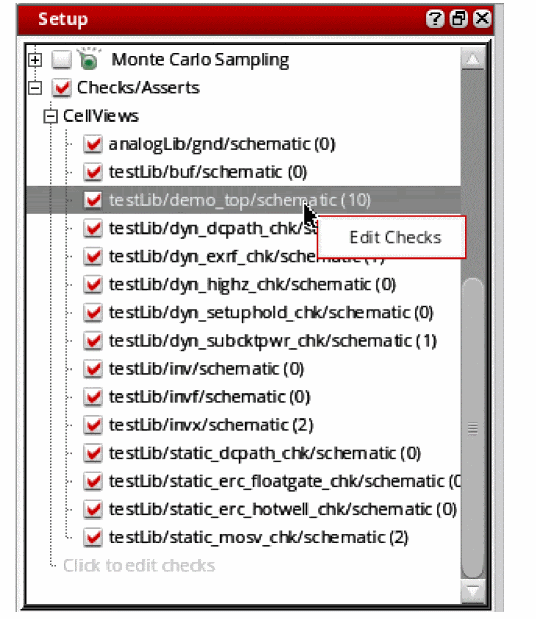 Setup
Monte Carlo Sampling
Checks/Asserts
CellViews
analogLib/gnd/schematic (0)
testLib/buf/schematic (0)
testLib/demo_top/schematic (10)
testLib/dyn_dcpath_chk/s
Edit Checks
testLib/dyn_exrf_chk/schematic (1)
testLib/dyn_highz_chk/schematic (0)
testLib/dyn_setuphold_chk/schematic (0)
testLib/dyn_subcktpwr_chk/schematic (1)
testLib/inv/schematic (0)
testLib/invf/schematic (0)
testLib/invx/schematic (2)
testLib/static_dcpath_chk/schematic (0)
testLib/static_erc_floatgate_chk/schematic (0
testLib/static_erc_hotwell_chk/schematic (0)
testLib/static_mosv_chk/schematic (2)
Click to edit checks